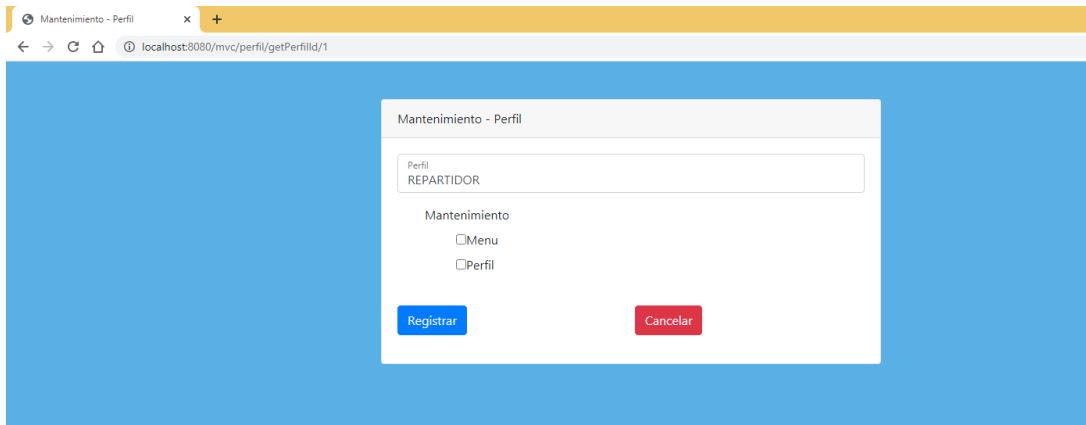 Mantenimiento - Perfil
localhost:8080/mvc/perfil/getPerfilId/1
Mantenimiento - Perfil
Perfil
REPARTIDOR
Mantenimiento
Menu
Perfil
Registrar Cancelar